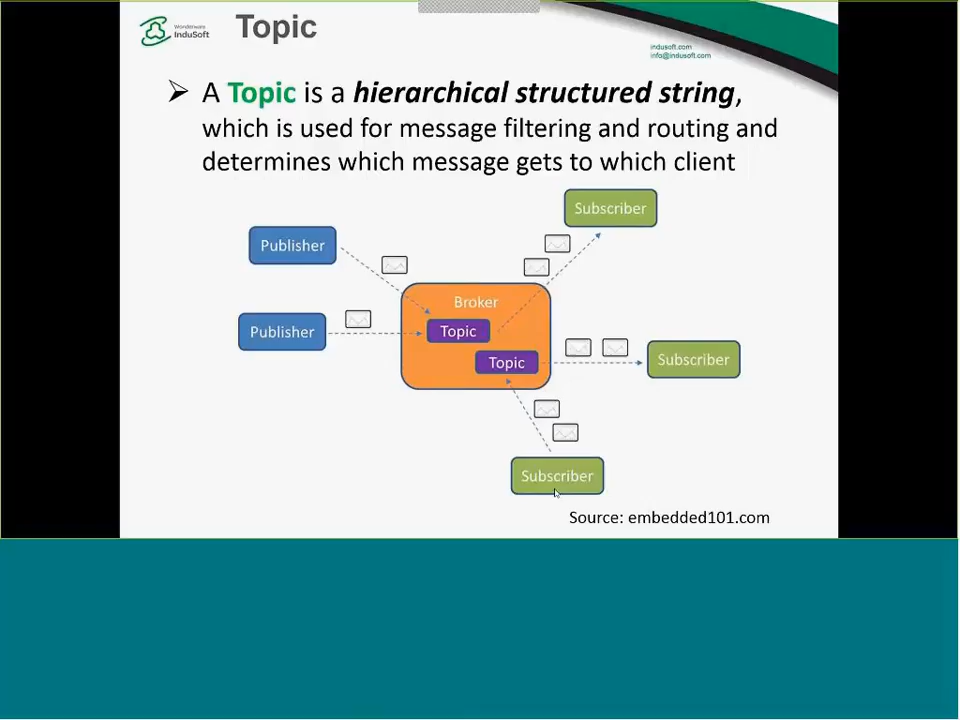 Wonderware
InduSoft
Topic
indusoft.com
info@indusoft.com
A Topic is a hierarchical structured string,
which is used for message filtering and routing and
determines which message gets to which client
Subscriber
Publisher
Broker
Publisher
Topic
Topic
Subscriber
Subscriber
Source: embedded101.com